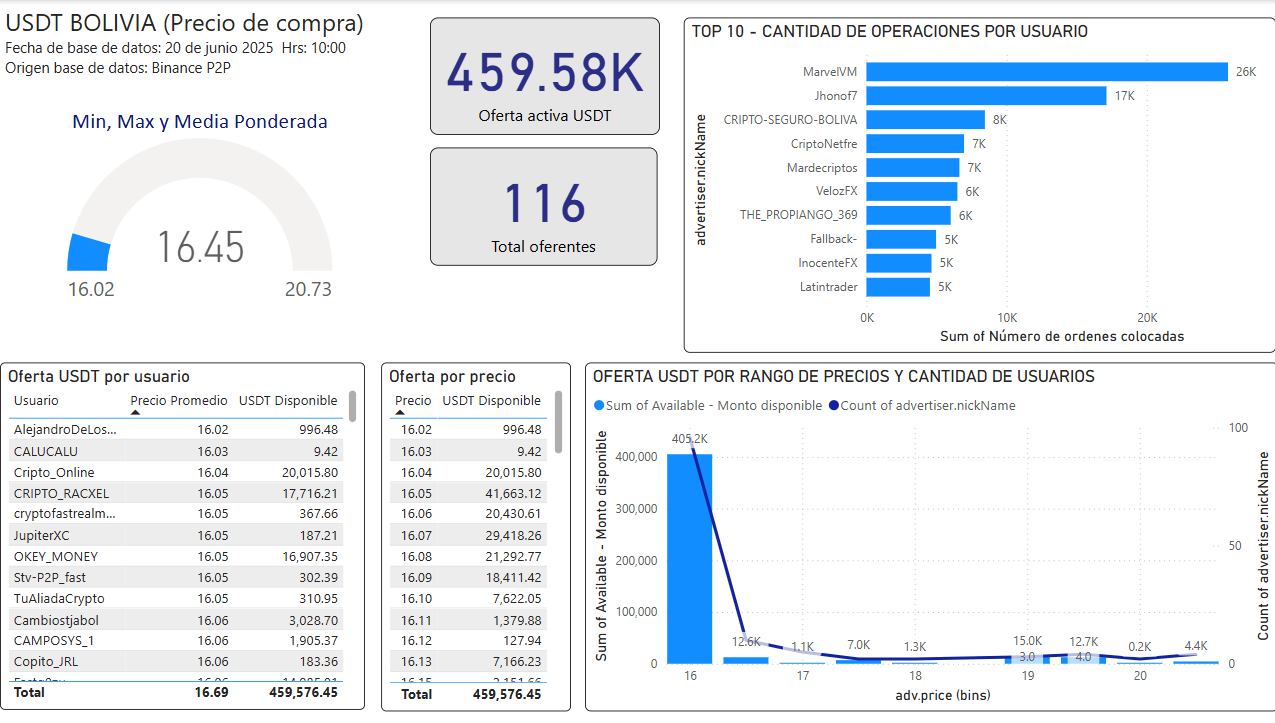 USDT BOLIVIA (Precio de compra)
Fecha de base de datos: 20 de junio 2025 Hrs: 10:00
Origen base de datos: Binance P2P
Min, Max y Media Ponderada
16.45
16.02
20.73
459.58K
Oferta activa USDT
116
Total oferentes
TOP 10 - CANTIDAD DE OPERACIONES POR USUARIO
advertiser.nickName
MarvelVM 26K
Jhonof7 17K
CRIPTO-SEGURO-BOLIVA 8K
CriptoNetfre 7K
Mardecriptos 7K
VelozFX 6K
THE_PROPIANGO_369 6K
Fallback- 5K
InocenteFX 5K
Latintrader 5K
0K 10K 20K
Sum of Número de ordenes colocadas
Oferta USDT por usuario
Usuario Precio Promedio USDT Disponible
AlejandroDeLos... 16.02 996.48
CALUCALU 16.03 9.42
Cripto_Online 16.04 20,015.80
CRIPTO_RACXEL 16.05 17,716.21
cryptofastrealm... 16.05 367.66
JupiterXC 16.05 187.21
OKEY_MONEY 16.05 16,907.35
Stv-P2P_fast 16.05 302.39
TuAliadaCrypto 16.05 310.95
Cambiostjabol 16.06 3,028.70
CAMPOSYS_1 16.06 1,905.37
Copito_JRL 16.06 183.36
Total 16.69 459,576.45
Oferta por precio
Precio USDT Disponible
16.02 996.48
16.03 9.42
16.04 20,015.80
16.05 41,663.12
16.06 20,430.61
16.07 29,418.26
16.08 21,292.77
16.09 18,411.42
16.10 7,622.05
16.11 1,379.88
16.12 127.94
16.13 7,166.23
Total 459,576.45
OFERTA USDT POR RANGO DE PRECIOS Y CANTIDAD DE USUARIOS
Sum of Available - Monto disponible Count of advertiser.nickName
Sum of Available - Monto disponible
400,000
300,000
200,000
100,000
0
405.2K
12.6K 1.1K 7.0K 1.3K 15.0K 12.7K 0.2K 4.4K
3.0 4.0
100
50
0
Count of advertiser.nickName
16 17 18 19 20
adv.price (bins)